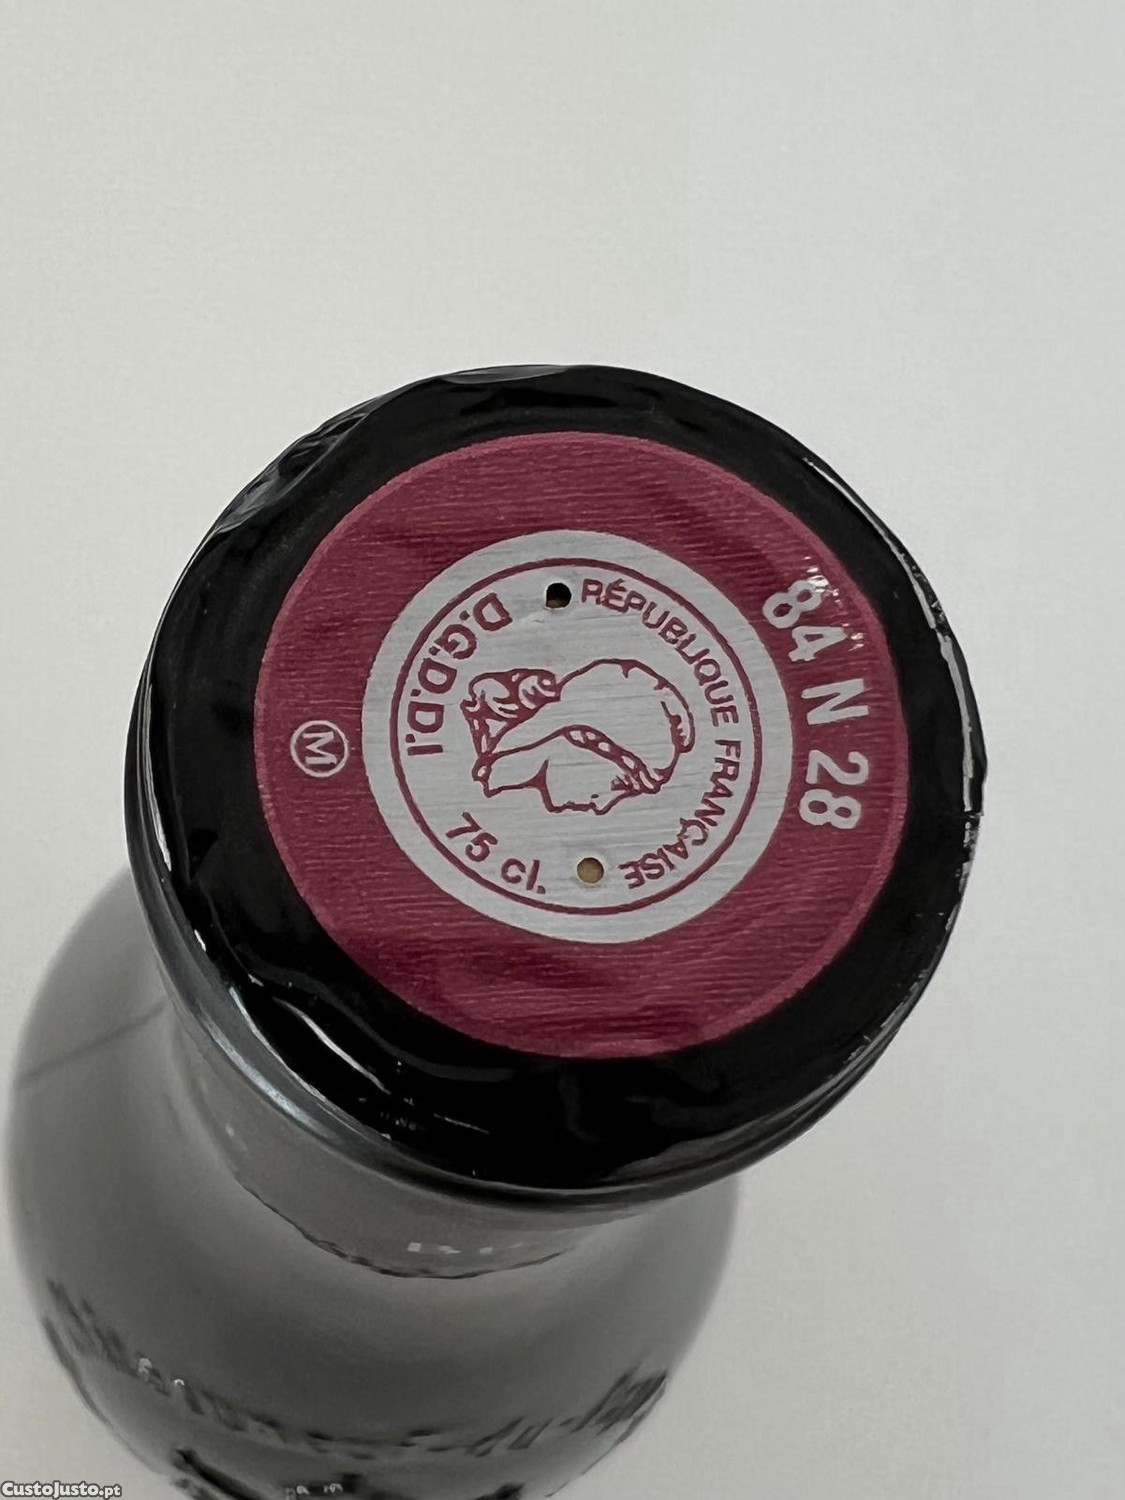 84 N 28
RÉPUBLIQUE FRANÇAISE
D.G.D.D.I
75 cl.
M
CustoJusto.pt